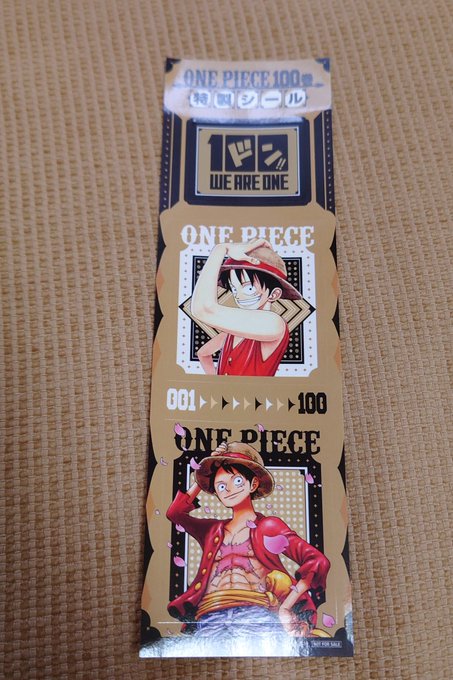 ONE PIECE 100巻
特製シール
1ドン!!
WE ARE ONE
ONE PIECE
001 100
ONE PIECE
NOT FOR SALE